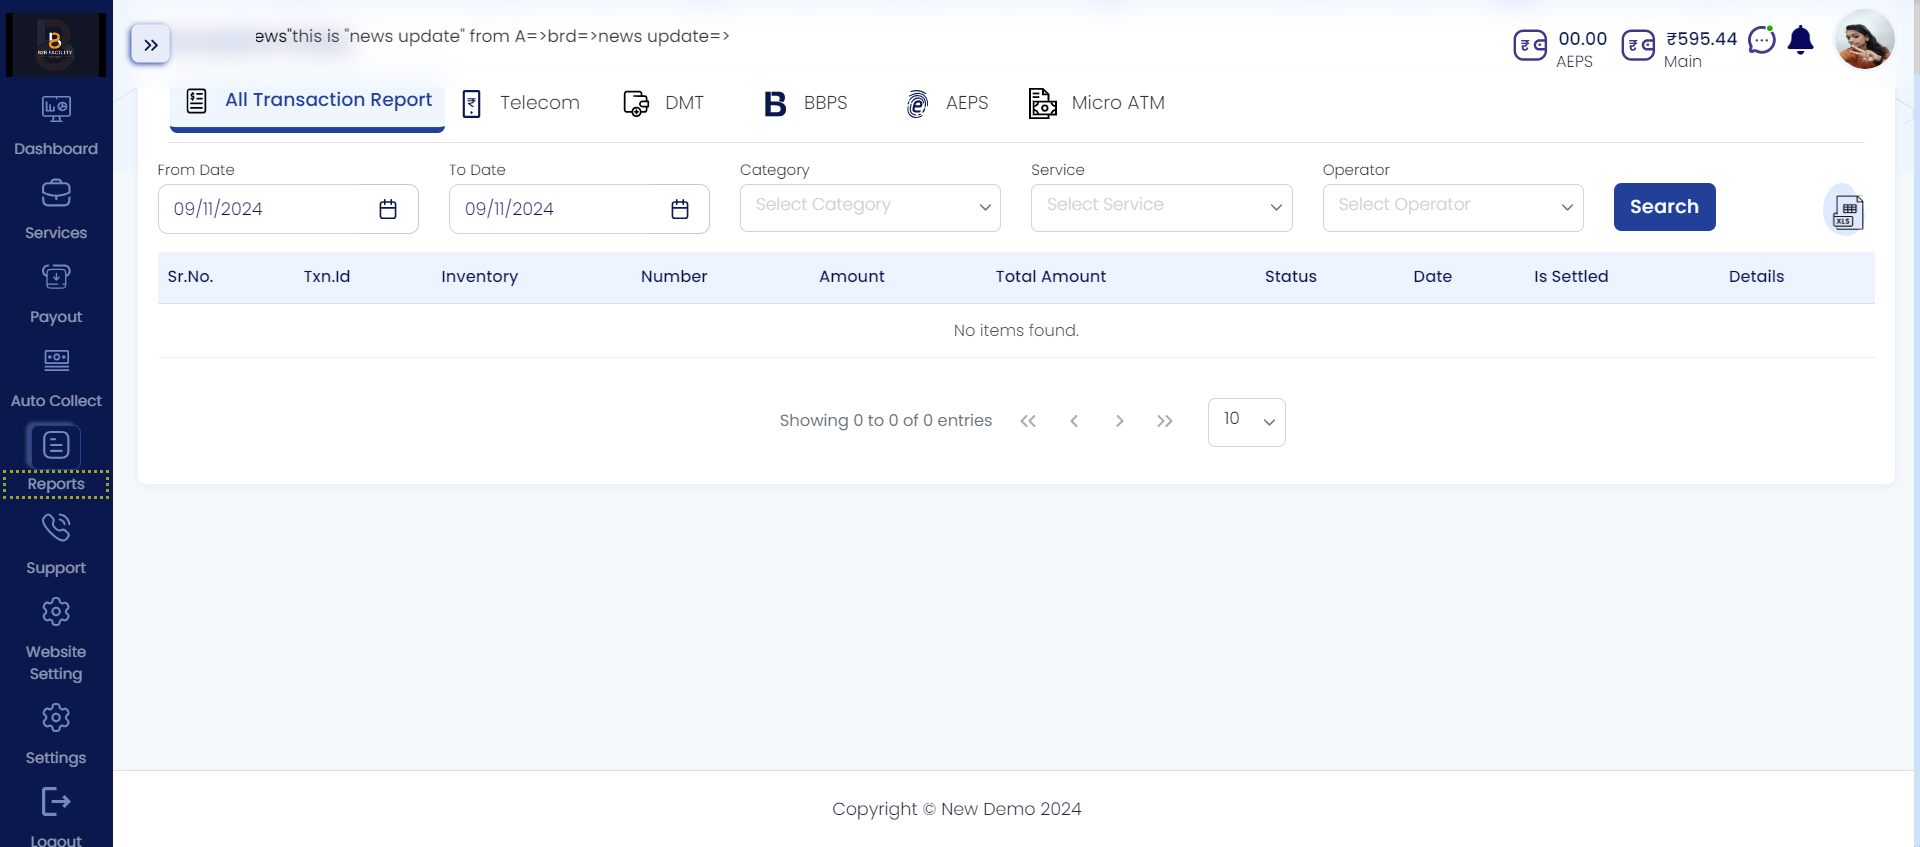 ews"this is "news update" from A=>brd=>news update=>
00.00
AEPS
₹595.44
Main
B2B FACILITY
Dashboard
Services
Payout
Auto Collect
Reports
Support
Website
Setting
Settings
Logout
All Transaction Report
Telecom
DMT
BBPS
AEPS
Micro ATM
From Date
To Date
Category
Service
Operator
09/11/2024
09/11/2024
Select Category
Select Service
Select Operator
Search
XLS
Sr.No. Txn.Id Inventory Number Amount Total Amount Status Date Is Settled Details
No items found.
Showing 0 to 0 of 0 entries
10
Copyright © New Demo 2024